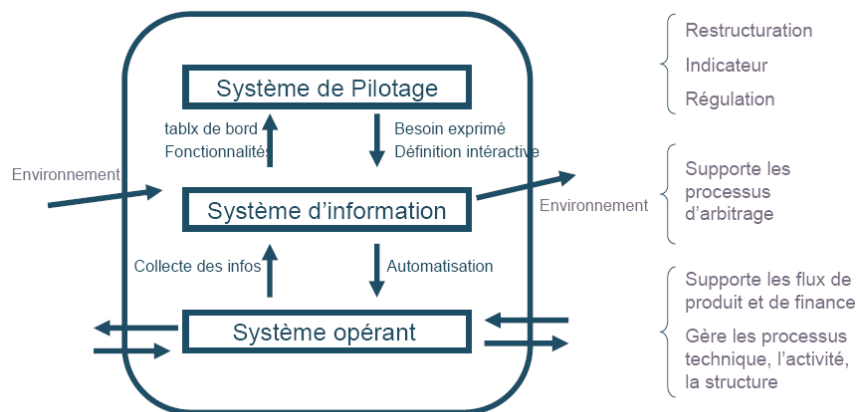 Restructuration
Système de Pilotage
Indicateur
Régulation
tablx de bord
Fonctionnalités
Besoin exprimé
Définition intéractive
Environnement
Système d'information
Environnement
Supporte les
processus
d'arbitrage
Collecte des infos
Automatisation
Système opérant
Supporte les flux de
produit et de finance
Gère les processus
technique, l'activité,
la structure